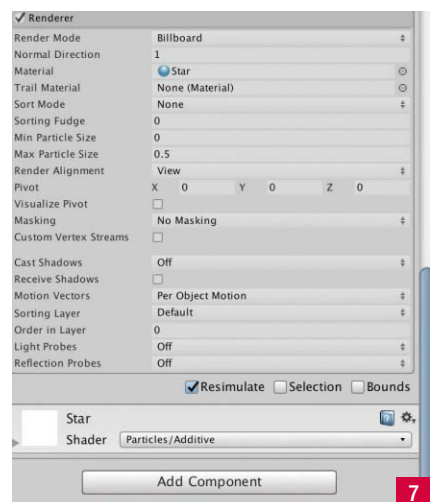 Renderer
Render Mode Billboard
Normal Direction 1
Material Star
Trail Material None (Material)
Sort Mode None
Sorting Fudge 0
Min Particle Size 0
Max Particle Size 0.5
Render Alignment View
Pivot X 0 Y 0 Z 0
Visualize Pivot
Masking No Masking
Custom Vertex Streams
Cast Shadows Off
Receive Shadows
Motion Vectors Per Object Motion
Sorting Layer Default
Order in Layer 0
Light Probes Off
Reflection Probes Off
Resimulate Selection Bounds
Star
Shader Particles/Additive
Add Component
7